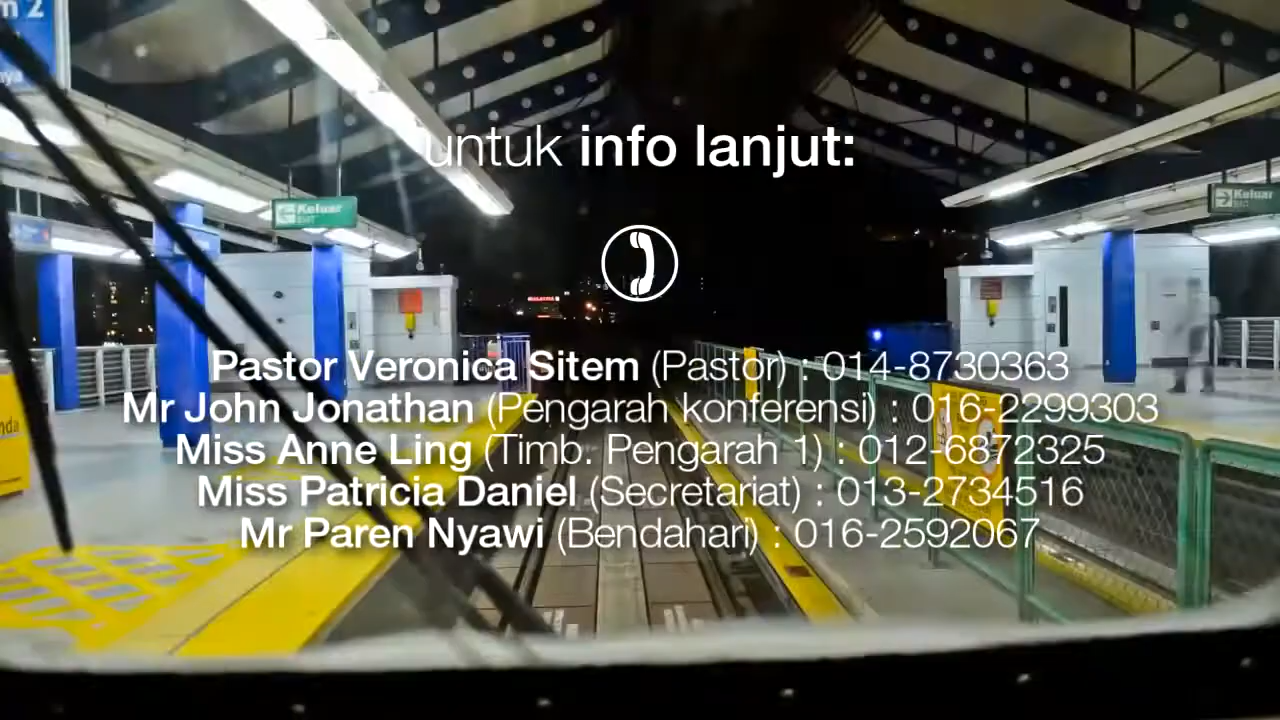 untuk info lanjut:
Keluar
EXIT
Keluar
Pastor Veronica Sitem (Pastor) : 014-8730363
Mr John Jonathan (Pengarah konferensi) : 016-2299303
Miss Anne Ling (Timb. Pengarah 1) : 012-6872325
Miss Patricia Daniel (Secretariat) : 013-2734516
Mr Paren Nyawi (Bendahari) : 016-2592067